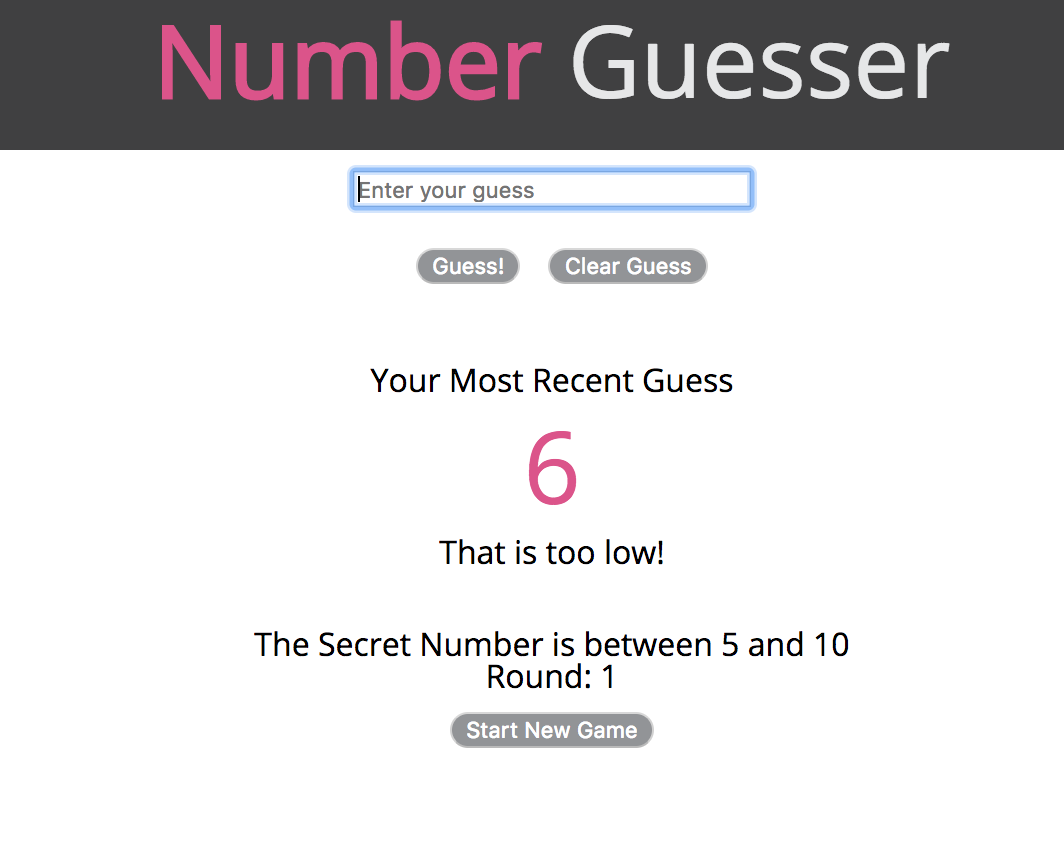 Number Guesser
Enter your guess
Guess! Clear Guess
Your Most Recent Guess
6
That is too low!
The Secret Number is between 5 and 10
Round: 1
Start New Game